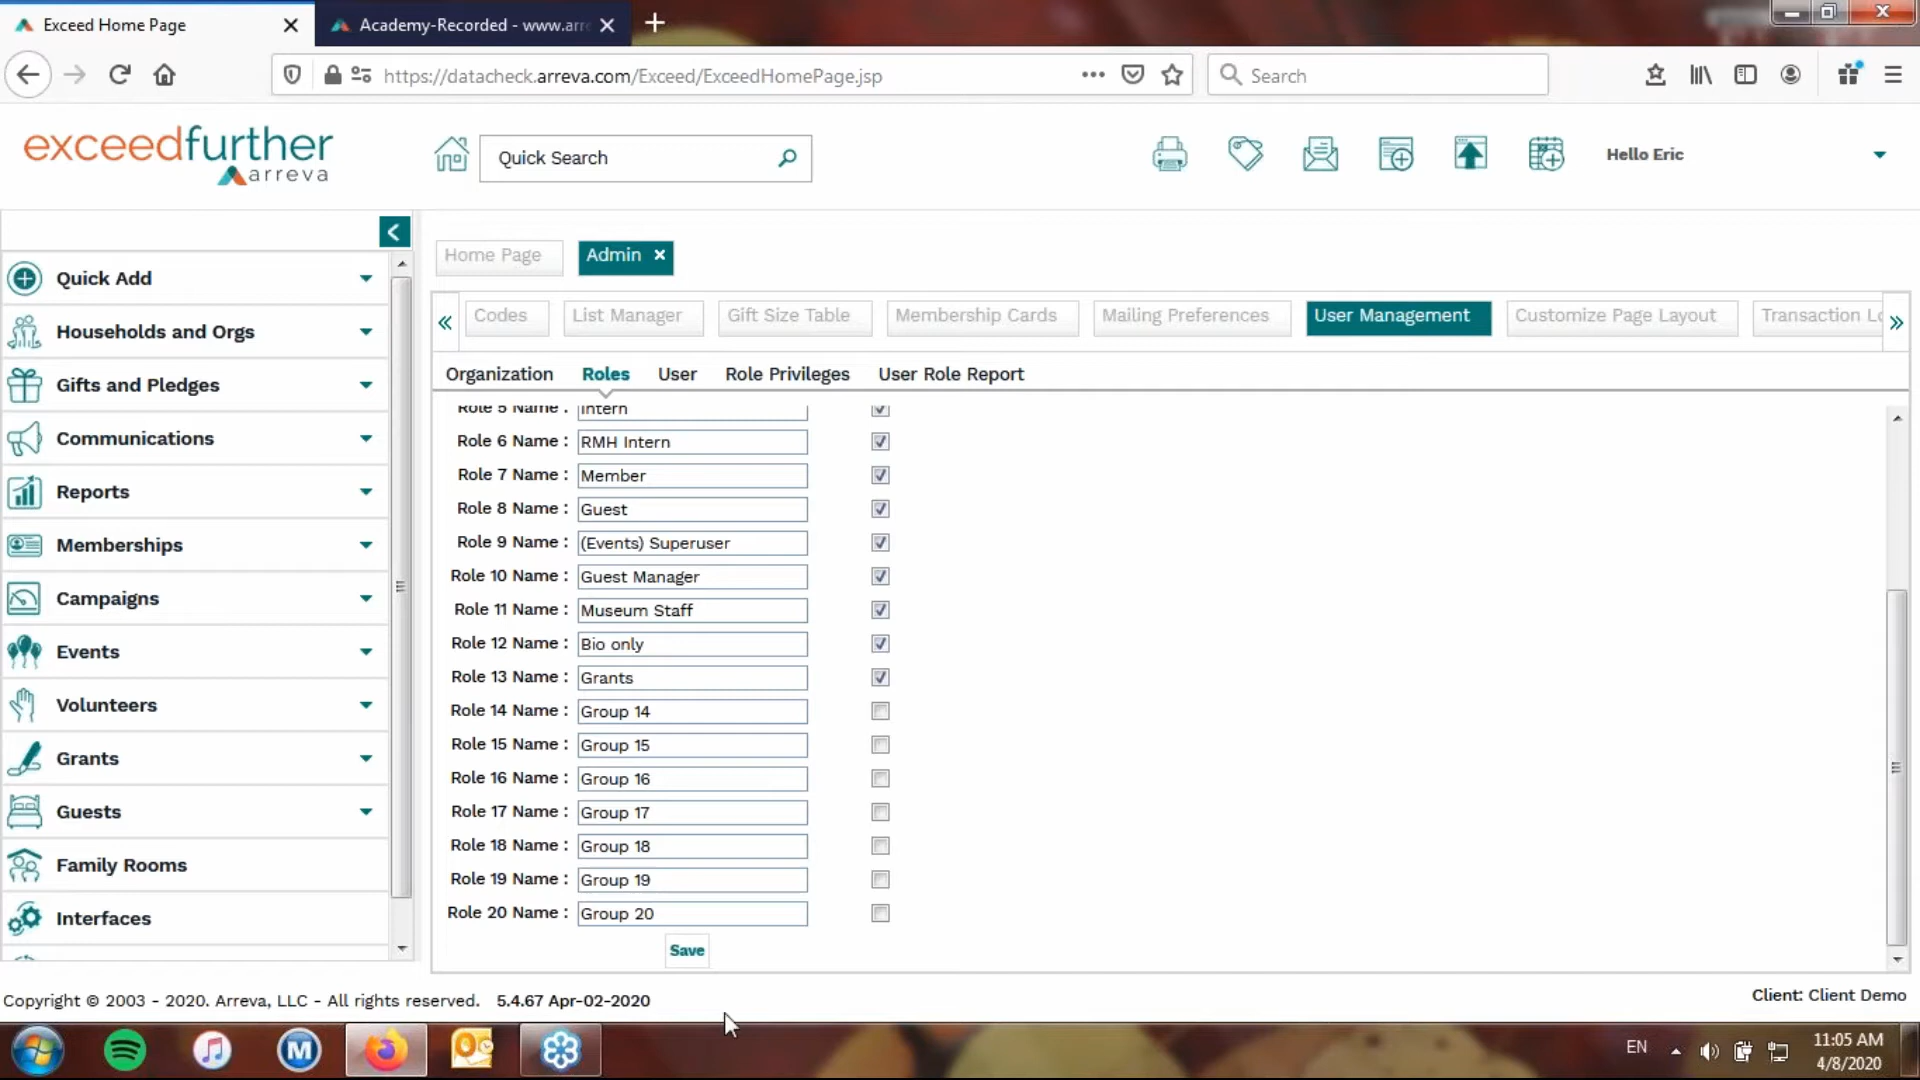 Exceed Home Page
Academy-Recorded - www.arre
https://datacheck.arreva.com/Exceed/ExceedHomePage.jsp
Search
exceedfurther
arreva
Quick Search
Hello Eric
Quick Add
Households and Orgs
Gifts and Pledges
Communications
Reports
Memberships
Campaigns
Events
Volunteers
Grants
Guests
Family Rooms
Interfaces
Home Page
Admin
Codes
List Manager
Gift Size Table
Membership Cards
Mailing Preferences
User Management
Customize Page Layout
Transaction Lo
Organization
Roles
User
Role Privileges
User Role Report
Role 5 Name : Intern
Role 6 Name : RMH Intern
Role 7 Name : Member
Role 8 Name : Guest
Role 9 Name : (Events) Superuser
Role 10 Name : Guest Manager
Role 11 Name : Museum Staff
Role 12 Name : Bio only
Role 13 Name : Grants
Role 14 Name : Group 14
Role 15 Name : Group 15
Role 16 Name : Group 16
Role 17 Name : Group 17
Role 18 Name : Group 18
Role 19 Name : Group 19
Role 20 Name : Group 20
Save
Copyright © 2003 - 2020. Arreva, LLC - All rights reserved. 5.4.67 Apr-02-2020
Client: Client Demo
M
EN
11:05 AM
4/8/2020